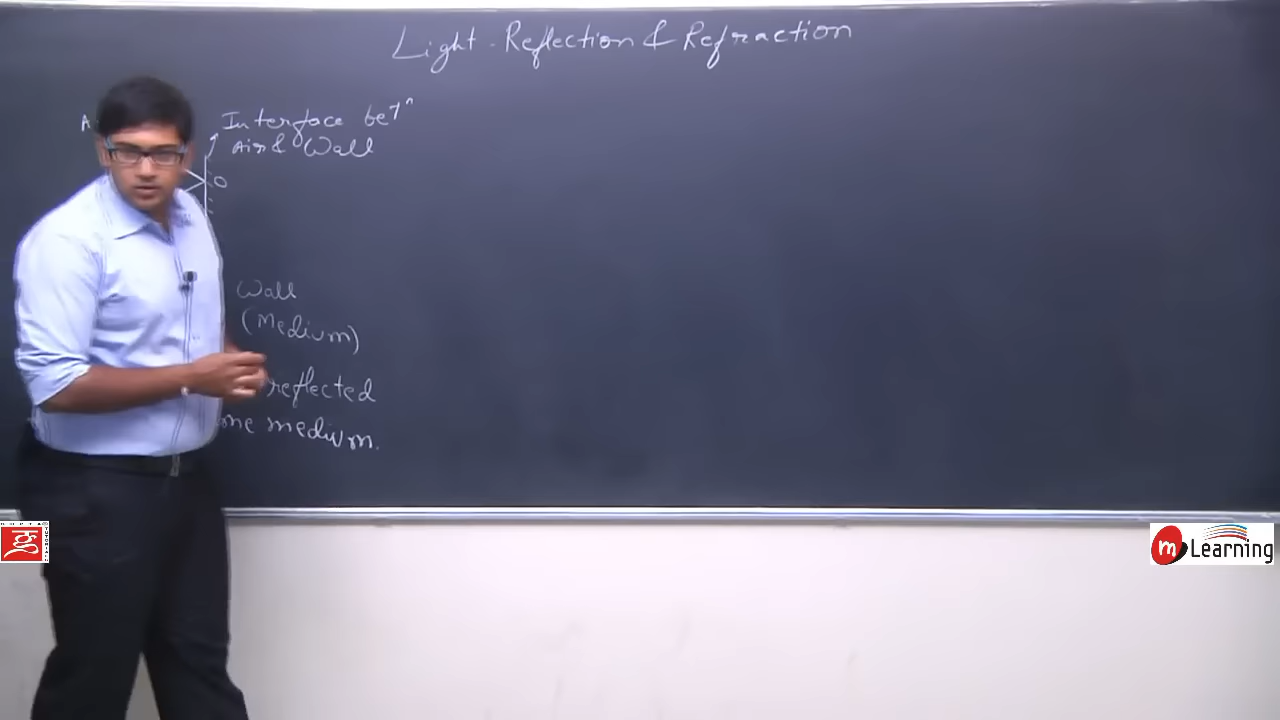 Light - Reflection & Refraction
A
Interface betn
Air & Wall
O
Wall
(Medium)
reflected
me medium.
ग
m Learning